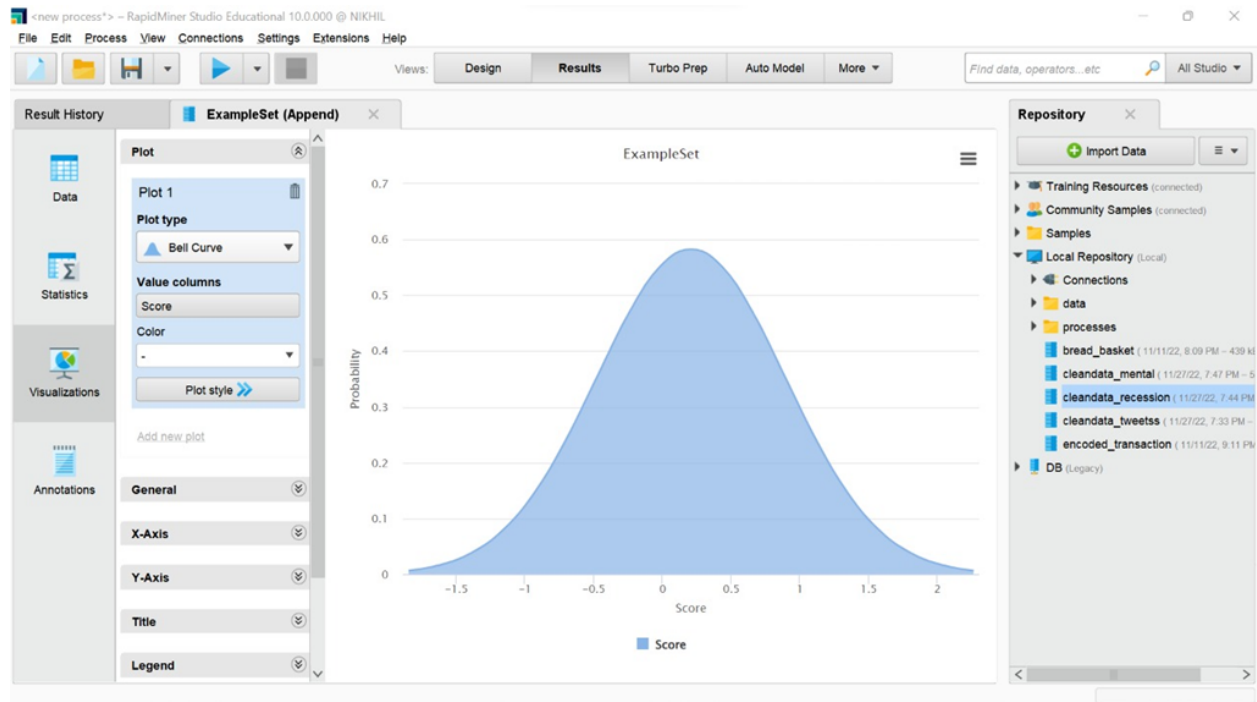 <new process*> – RapidMiner Studio Educational 10.0.000 @ NIKHIL
File Edit Process View Connections Settings Extensions Help
Views: Design Results Turbo Prep Auto Model More Find data, operators...etc All Studio
Result History ExampleSet (Append) Repository
Data
Statistics
Visualizations
Annotations
Plot
Plot 1
Plot type
Bell Curve
Value columns
Score
Color
-
Plot style
Add new plot
General
X-Axis
Y-Axis
Title
Legend
ExampleSet
0.7
0.6
0.5
0.4
0.3
0.2
0.1
0
Probability
-1.5 -1 -0.5 0 0.5 1 1.5 2
Score
Score
Import Data
Training Resources (connected)
Community Samples (connected)
Samples
Local Repository (Local)
Connections
data
processes
bread_basket ( 11/11/22, 8:09 PM – 439
cleandata_mental ( 11/27/22, 7:47 PM – 5
cleandata_recession ( 11/27/22, 7:44 PM
cleandata_tweetss ( 11/27/22, 7:33 PM –
encoded_transaction ( 11/11/22, 9:11
DB (Legacy)